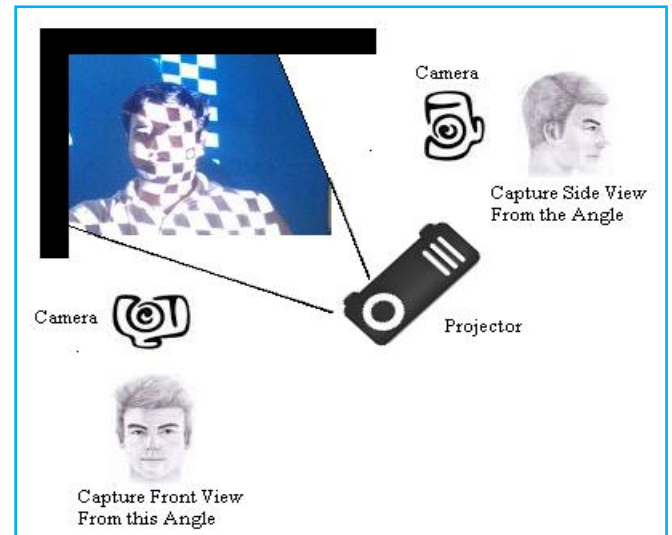 Camera
Capture Side View
From the Angle
Projector
Camera
Capture Front View
From this Angle